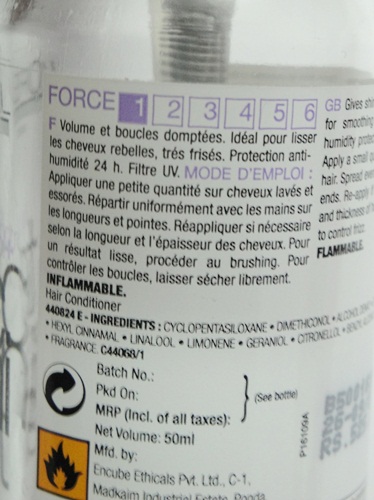 FORCE 1 2 3 4 5 6
F Volume et boucles domptées. Idéal pour lisser
les cheveux rebelles, trés frisés. Protection anti-
humidité 24 h. Filtre UV. MODE D'EMPLOI :
Appliquer une petite quantité sur cheveux lavés et
essorés. Répartir uniformément avec les mains sur
les longueurs et pointes. Réappliquer si nécessaire
selon la longueur et l'épaisseur des cheveux. Pour
un résultat lisse, procéder au brushing. Pour
contrôler les boucles, laisser sécher librement.
INFLAMMABLE.
Hair Conditioner
440824 E - INGREDIENTS : CYCLOPENTASILOXANE • DIMETHICONOL •
• HEXYL CINNAMAL • LINALOOL • LIMONENE • GERANIOL • CITRONELLOL •
• FRAGRANCE. C44068/1
Batch No.:
Pkd On:
MRP (Incl. of all taxes):
(See bottle)
Net Volume: 50ml
Mfd. by:
Encube Ethicals Pvt. Ltd., C-1,
Madkaim Industrial Estate, Ponda
GB Gives
for smoothing
humidity
Apply a small
hair. Spread
ends. Re-apply
and thickness of
to control frizz.
FLAMMABLE.
P16109A